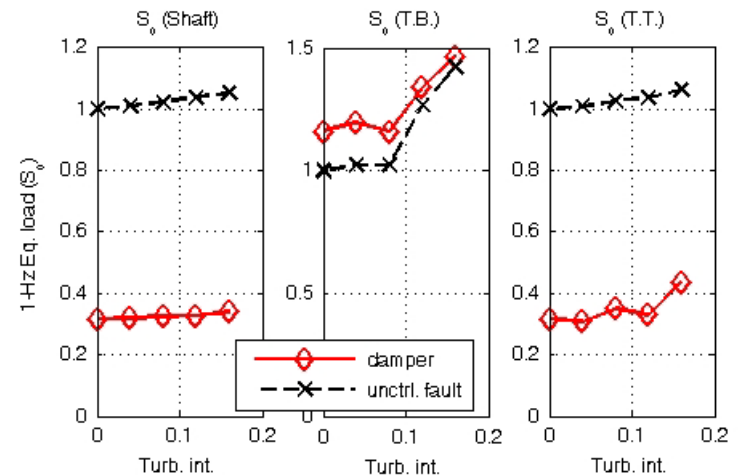 S₀ (Shaft)
S₀ (T.B.)
S₀ (T.T.)
1-Hz Eq. load (S₀)
1.2
1
0.8
0.6
0.4
0.2
0
0 0.1 0.2
Turb. int.
1.5
1
0.5
0
0 0.1 0.2
Turb. int.
1.2
1
0.8
0.6
0.4
0.2
0
0 0.1 0.2
Turb. int.
damper
unctrl. fault